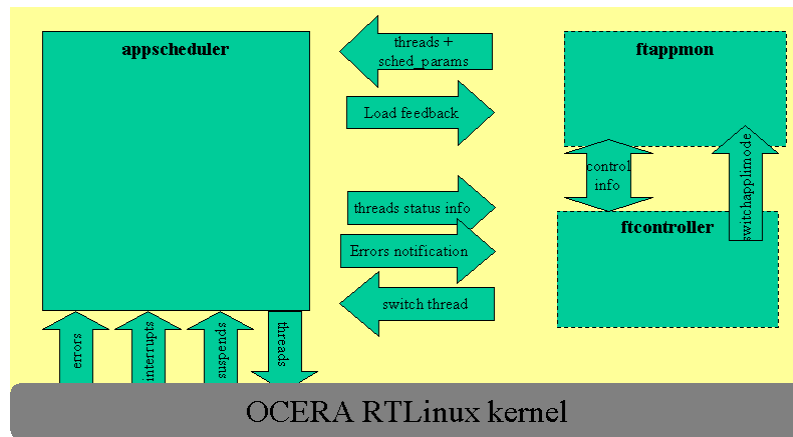 appscheduler
threads +
sched_params
ftappmon
Load feedback
control
info
switchapplimode
threads status info
ftcontroller
Errors notification
switch thread
errors
interrupts
suspends
threads
OCERA RTLinux kernel